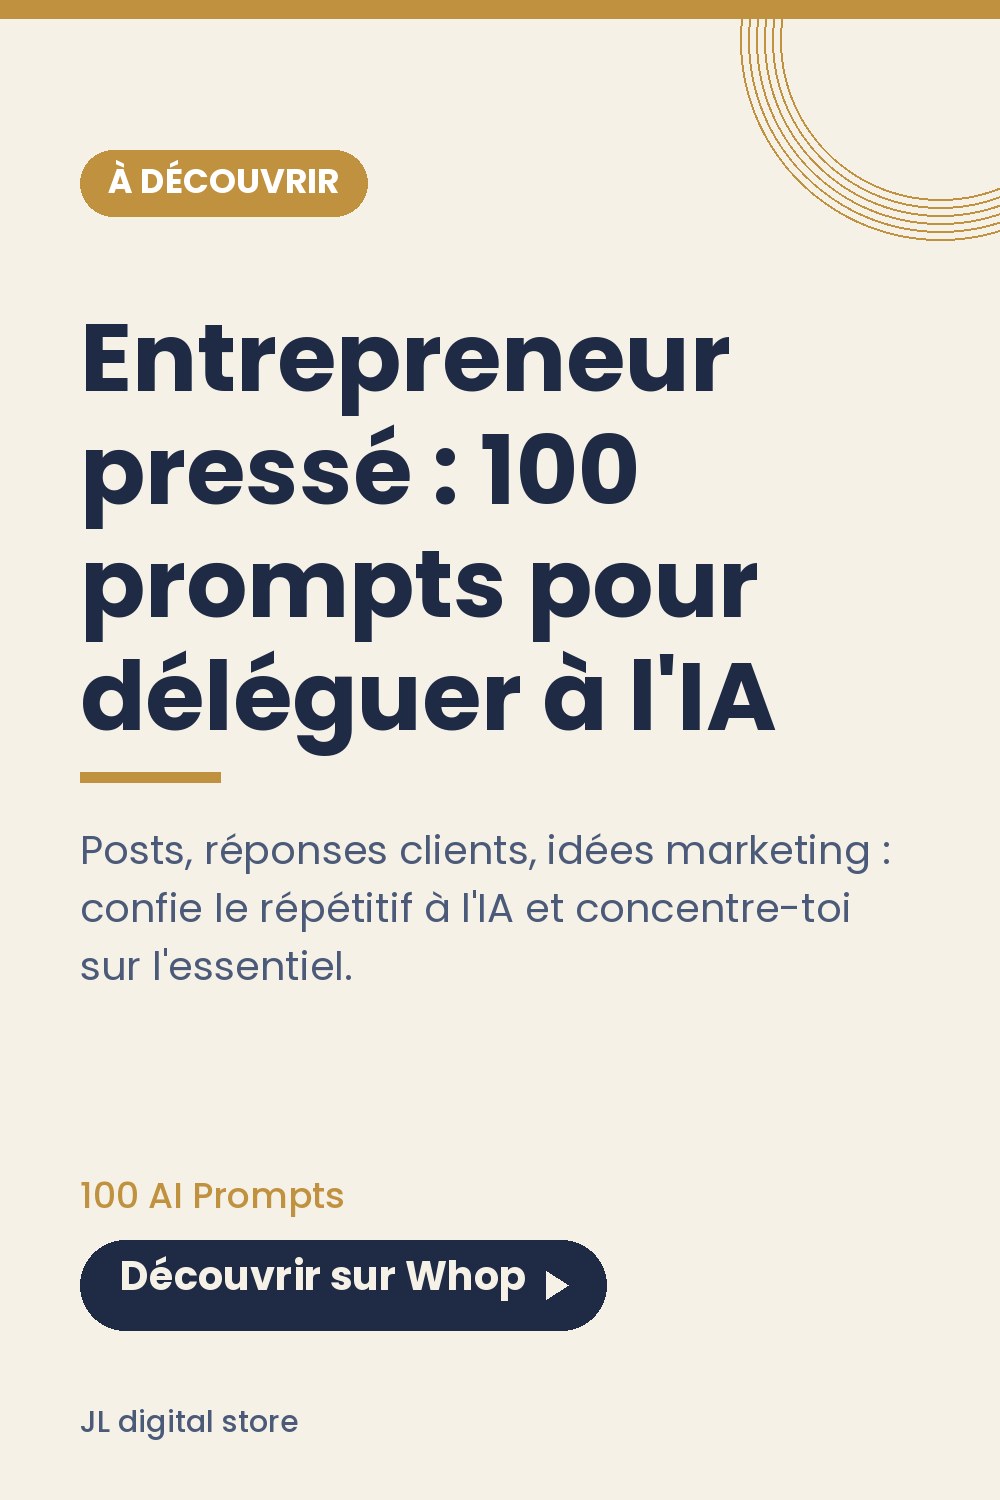 À DÉCOUVRIR
Entrepreneur
pressé : 100
prompts pour
déléguer à l'IA
Posts, réponses clients, idées marketing :
confie le répétitif à l'IA et concentre-toi
sur l'essentiel.
100 AI Prompts
Découvrir sur Whop
JL digital store